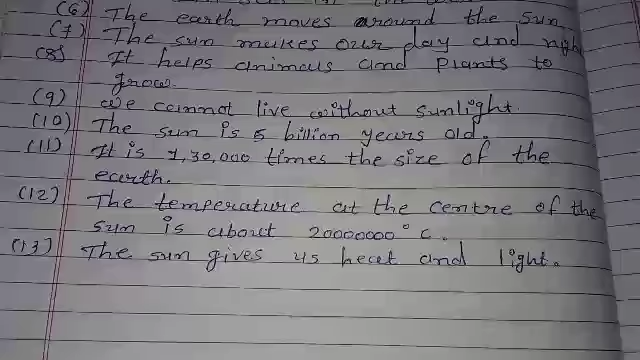 (6) The earth moves around the sun.
(7) The sun makes our day and nigh
(8) It helps animals and plants to
grow.
(9) We cannot live without sunlight.
(10) The sun is 5 billion years old.
(11) It is 1,30,000 times the size of the
earth.
(12) The temperature at the centre of the
sun is about 20000000° c.
(13) The sun gives us heat and light.